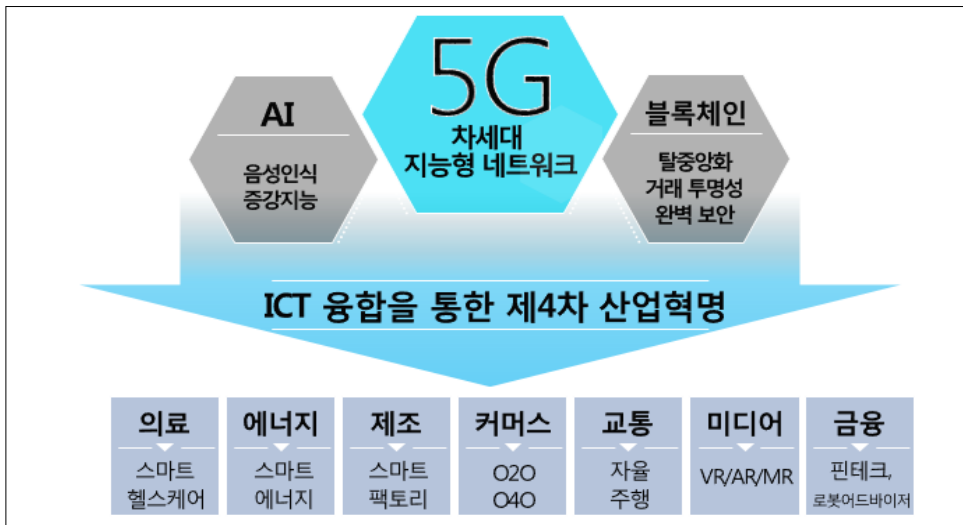 5G
차세대
지능형 네트워크
AI
음성인식
증강지능
블록체인
탈중앙화
거래 투명성
완벽 보안
ICT 융합을 통한 제4차 산업혁명
의료
스마트
헬스케어
에너지
스마트
에너지
제조
스마트
팩토리
커머스
O2O
O4O
교통
자율
주행
미디어
VR/AR/MR
금융
핀테크,
로봇어드바이저